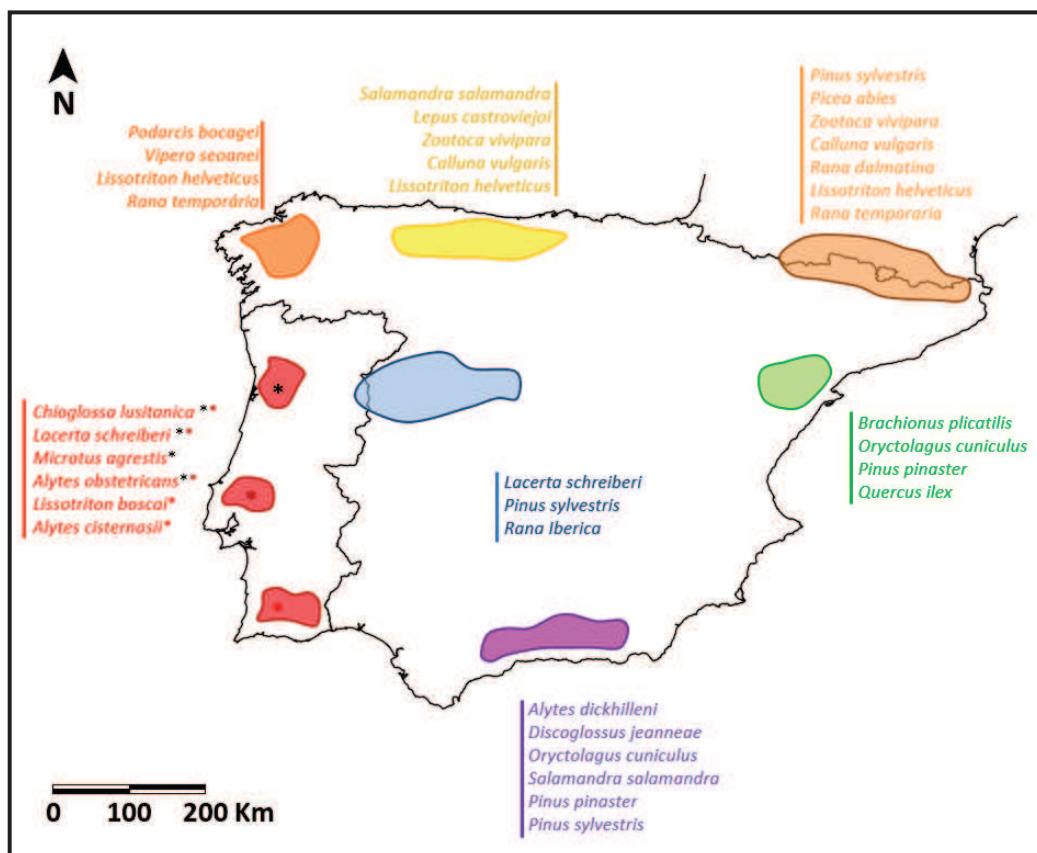 N
Podarcis bocagei
Vipera seoanei
Lissotriton helveticus
Rana temporária
Salamandra salamandra
Lepus castroviejoi
Zootoca vivipara
Calluna vulgaris
Lissotriton helveticus
Pinus sylvestris
Picea abies
Zootoca vivipara
Calluna vulgaris
Rana dalmatina
Lissotriton helveticus
Rana temporaria
*
Chioglossa lusitanica **
Lacerta schreiberi **
Microtus agrestis*
Alytes obstetricans**
Lissotriton boscai*
Alytes cisternasii*
Lacerta schreiberi
Pinus sylvestris
Rana Iberica
Brachionus plicatilis
Oryctolagus cuniculus
Pinus pinaster
Quercus ilex
Alytes dickhilleni
Discoglossus jeanneae
Oryctolagus cuniculus
Salamandra salamandra
Pinus pinaster
Pinus sylvestris
0 100 200 Km